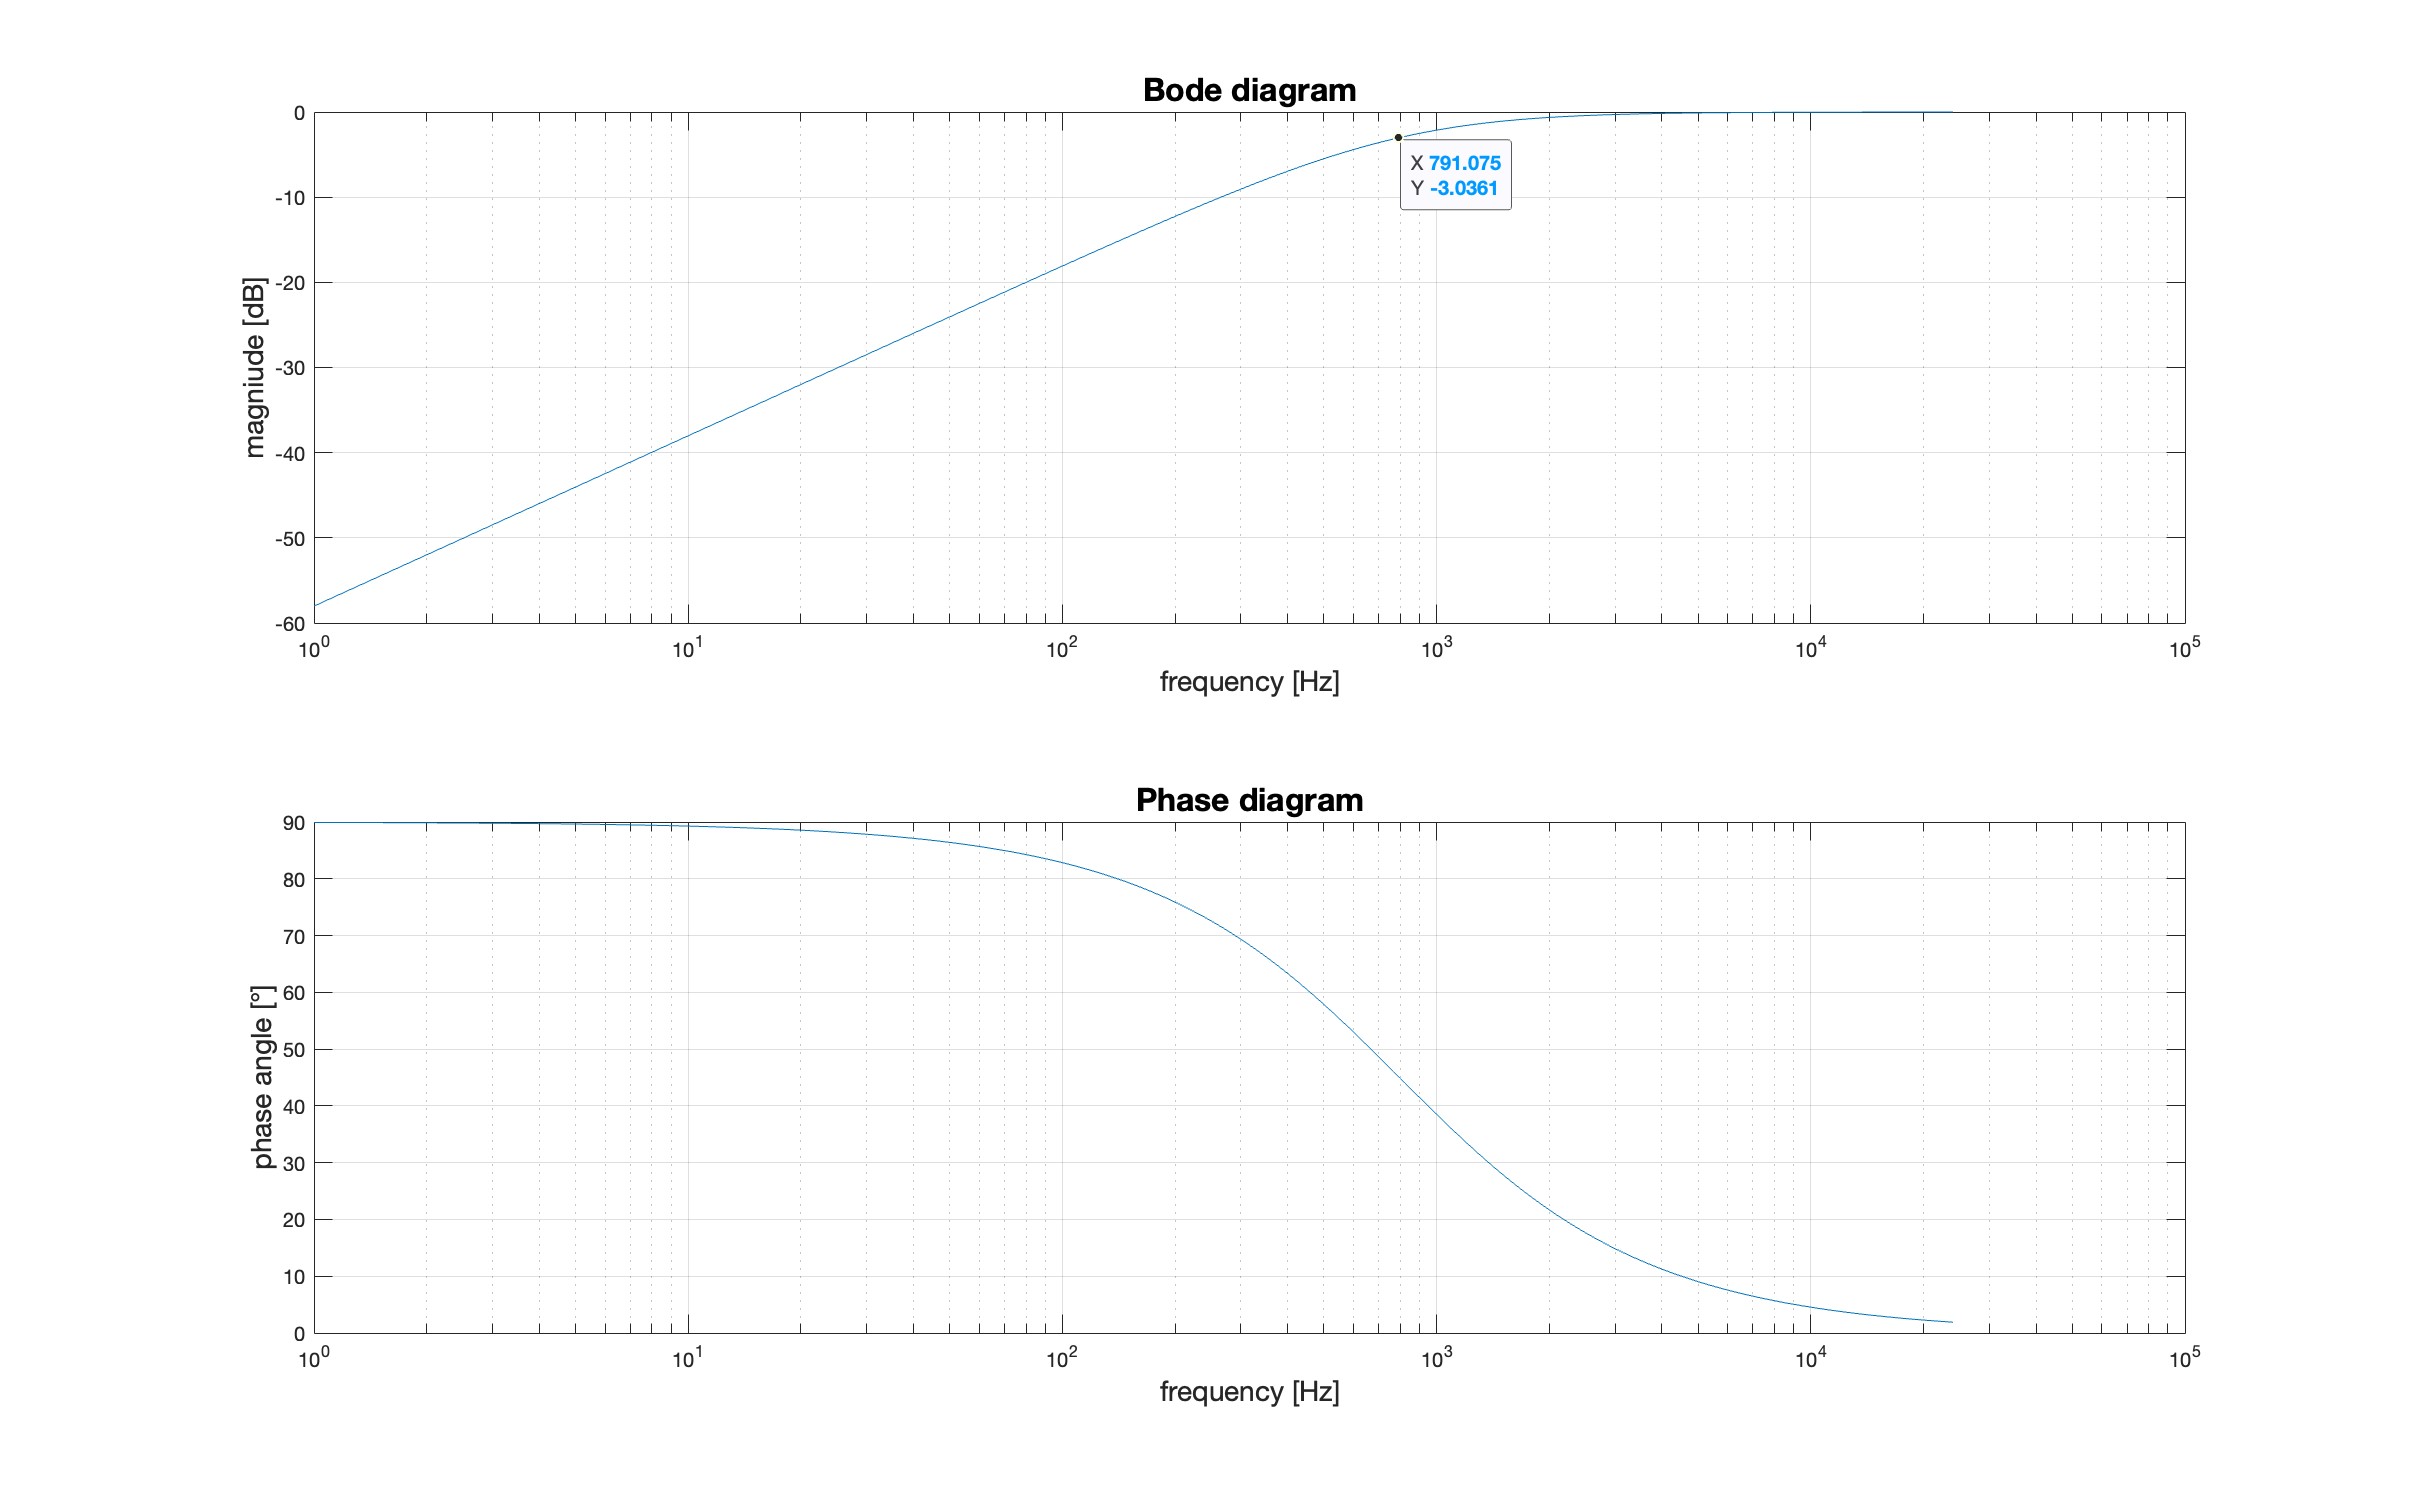 Bode diagram
0
-10
-20
-30
-40
-50
-60
magniude [dB]
X 791.075
Y -3.0361
10^0 10^1 10^2 10^3 10^4 10^5
frequency [Hz]
Phase diagram
90
80
70
60
50
40
30
20
10
0
phase angle [°]
10^0 10^1 10^2 10^3 10^4 10^5
frequency [Hz]